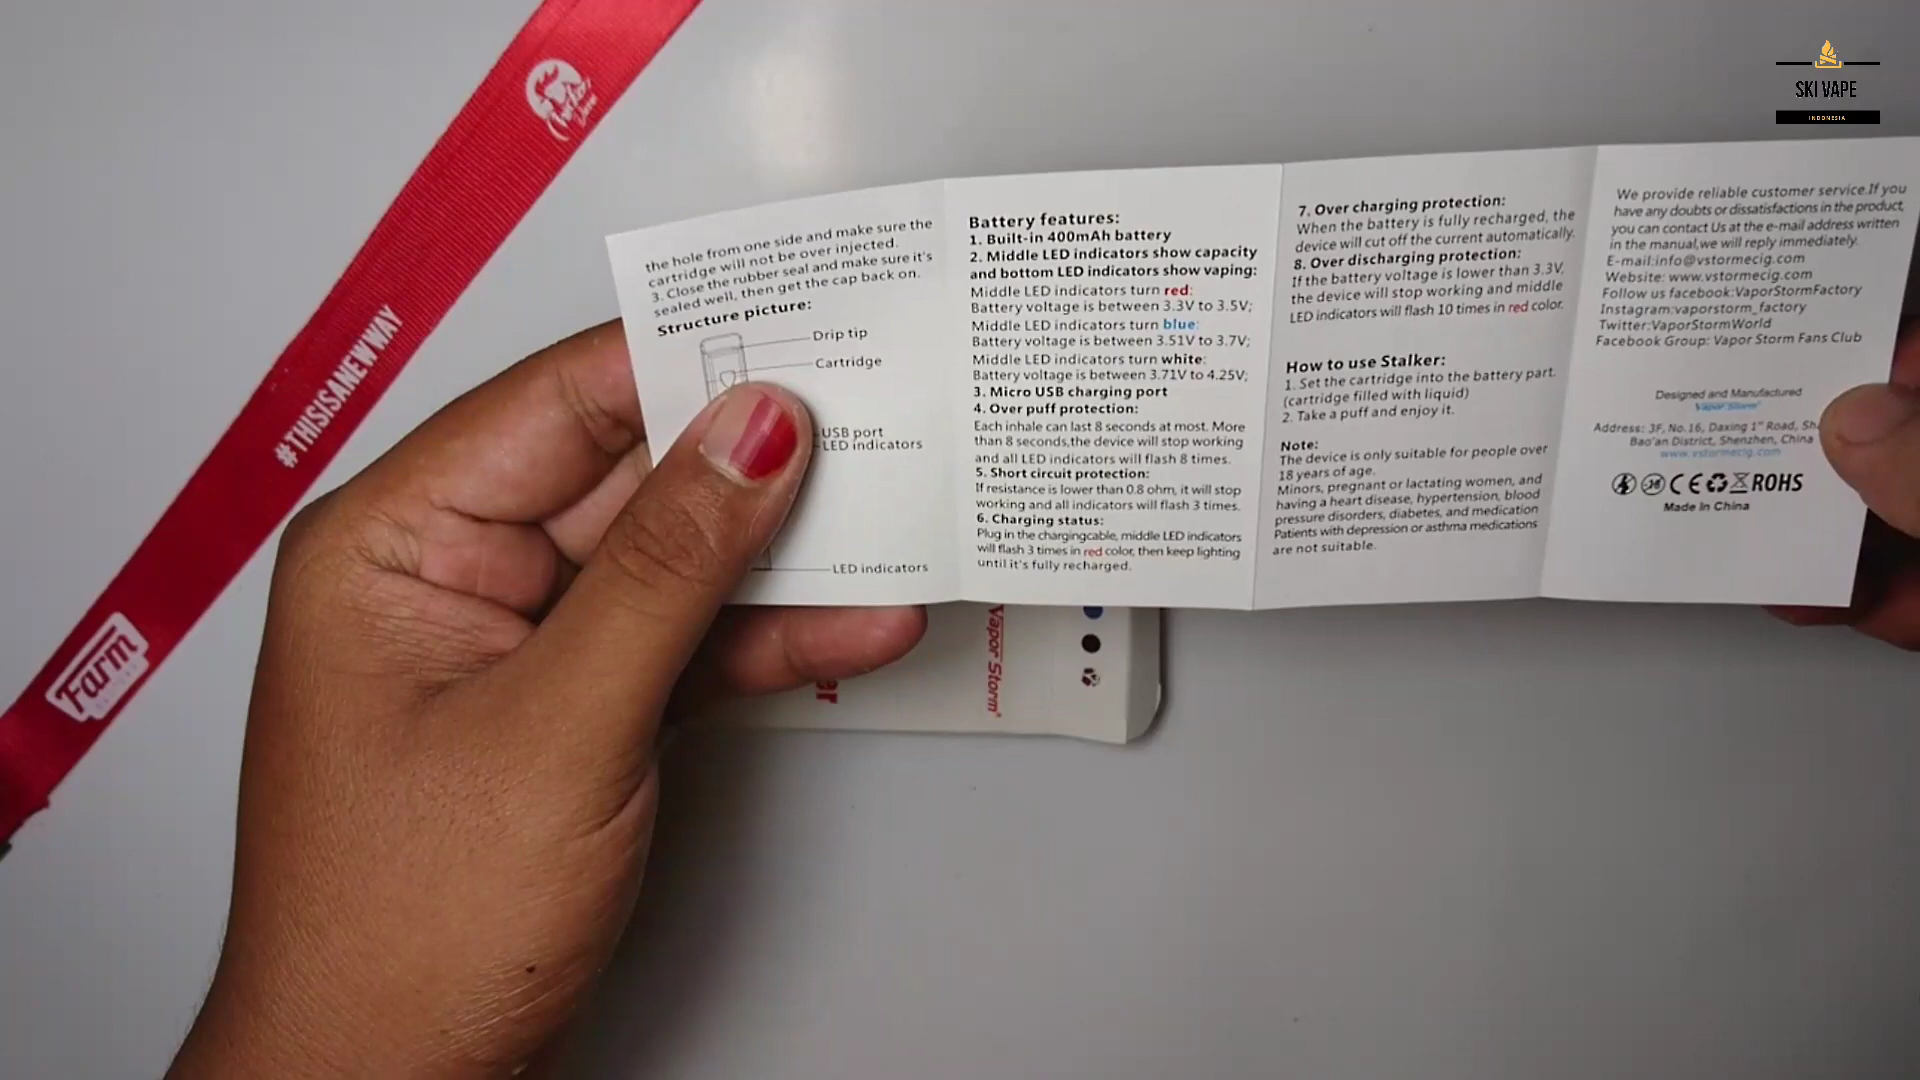 SKI VAPE
INDONESIA
#THISISANEWWAY
Farm
the hole from one side and make sure the
cartridge will not be over injected.
3. Close the rubber seal and make sure it's
sealed well, then get the cap back on.
Structure picture:
Drip tip
Cartridge
USB port
LED indicators
LED indicators
Battery features:
1. Built-in 400mAh battery
2. Middle LED indicators show capacity
and bottom LED indicators show vaping:
Middle LED indicators turn red:
Battery voltage is between 3.3V to 3.5V;
Middle LED indicators turn blue:
Battery voltage is between 3.51V to 3.7V;
Middle LED indicators turn white:
Battery voltage is between 3.71V to 4.25V;
3. Micro USB charging port
4. Over puff protection:
Each inhale can last 8 seconds at most. More
than 8 seconds,the device will stop working
and all LED indicators will flash 8 times.
5. Short circuit protection:
If resistance is lower than 0.8 ohm, it will stop
working and all indicators will flash 3 times.
6. Charging status:
Plug in the chargingcable, middle LED indicators
will flash 3 times in red color, then keep lighting
until it's fully recharged.
7. Over charging protection:
When the battery is fully recharged, the
device will cut off the current automatically.
8. Over discharging protection:
If the battery voltage is lower than 3.3V,
the device will stop working and middle
LED indicators will flash 10 times in red color.
How to use Stalker:
1. Set the cartridge into the battery part.
(cartridge filled with liquid)
2. Take a puff and enjoy it.
Note:
The device is only suitable for people over
18 years of age.
Minors, pregnant or lactating women, and
having a heart disease, hypertension, blood
pressure disorders, diabetes, and medication
Patients with depression or asthma medications
are not suitable.
We provide reliable customer service.If you
have any doubts or dissatisfactions in the product,
you can contact Us at the e-mail address written
in the manual,we will reply immediately.
E-mail:info@vstormecig.com
Website: www.vstormecig.com
Follow us facebook:VaporStormFactory
Instagram:vaporstorm_factory
Twitter:VaporStormWorld
Facebook Group: Vapor Storm Fans Club
Designed and Manufactured
Vapor Storm®
Address: 3F, No.16, Daxing 1st Road, Sh
Bao'an District, Shenzhen, China
www.vstormecig.com
CE ROHS
Made In China
er
Vapor Storm®